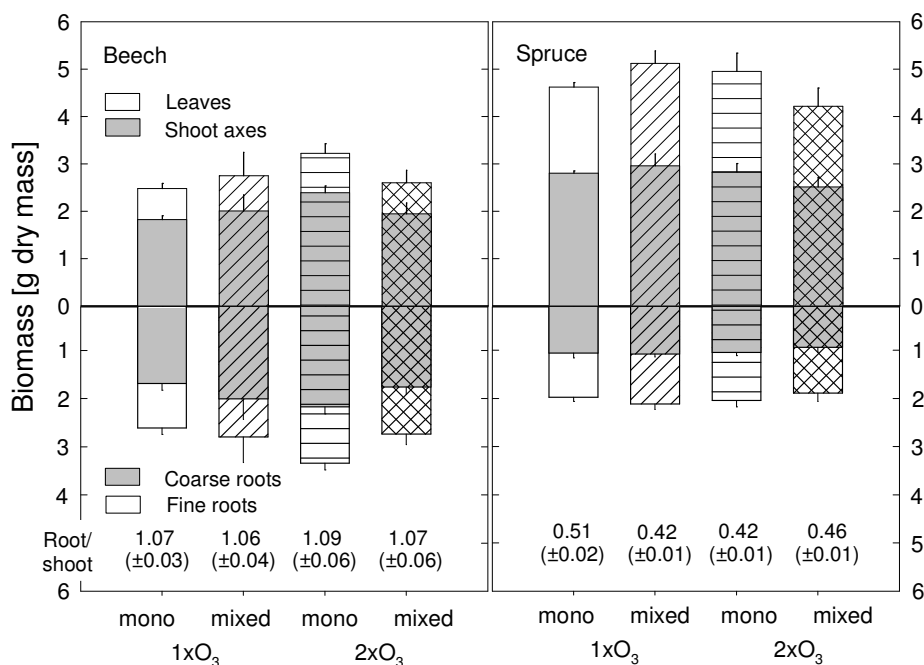 Beech
Leaves
Shoot axes
Coarse roots
Fine roots
Spruce
Biomass [g dry mass]
6
5
4
3
2
1
0
1
2
3
4
6
6
5
4
3
2
1
0
1
2
3
4
5
6
Root/ shoot
1.07 (±0.03)
1.06 (±0.04)
1.09 (±0.06)
1.07 (±0.06)
0.51 (±0.02)
0.42 (±0.01)
0.42 (±0.01)
0.46 (±0.01)
mono mixed mono mixed
mono mixed mono mixed
1xO₃ 2xO₃
1xO₃ 2xO₃